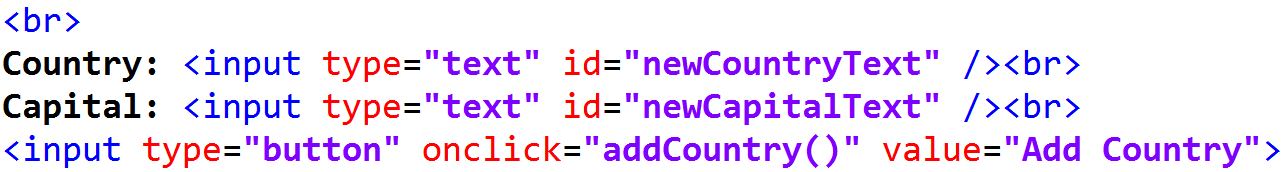 <br>
Country: <input type="text" id="newCountryText" /><br>
Capital: <input type="text" id="newCapitalText" /><br>
<input type="button" onclick="addCountry()" value="Add Country">